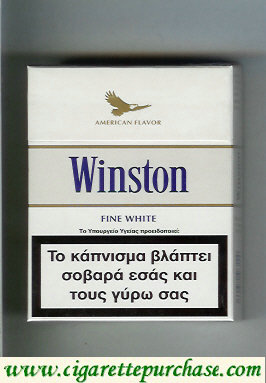 AMERICAN FLAVOR
Winston
FINE WHITE
Το Υπουργείο Υγείας προειδοποιεί:
Το κάπνισμα βλάπτει
σοβαρά εσάς και
τους γύρω σας
www.cigarettepurchase.com